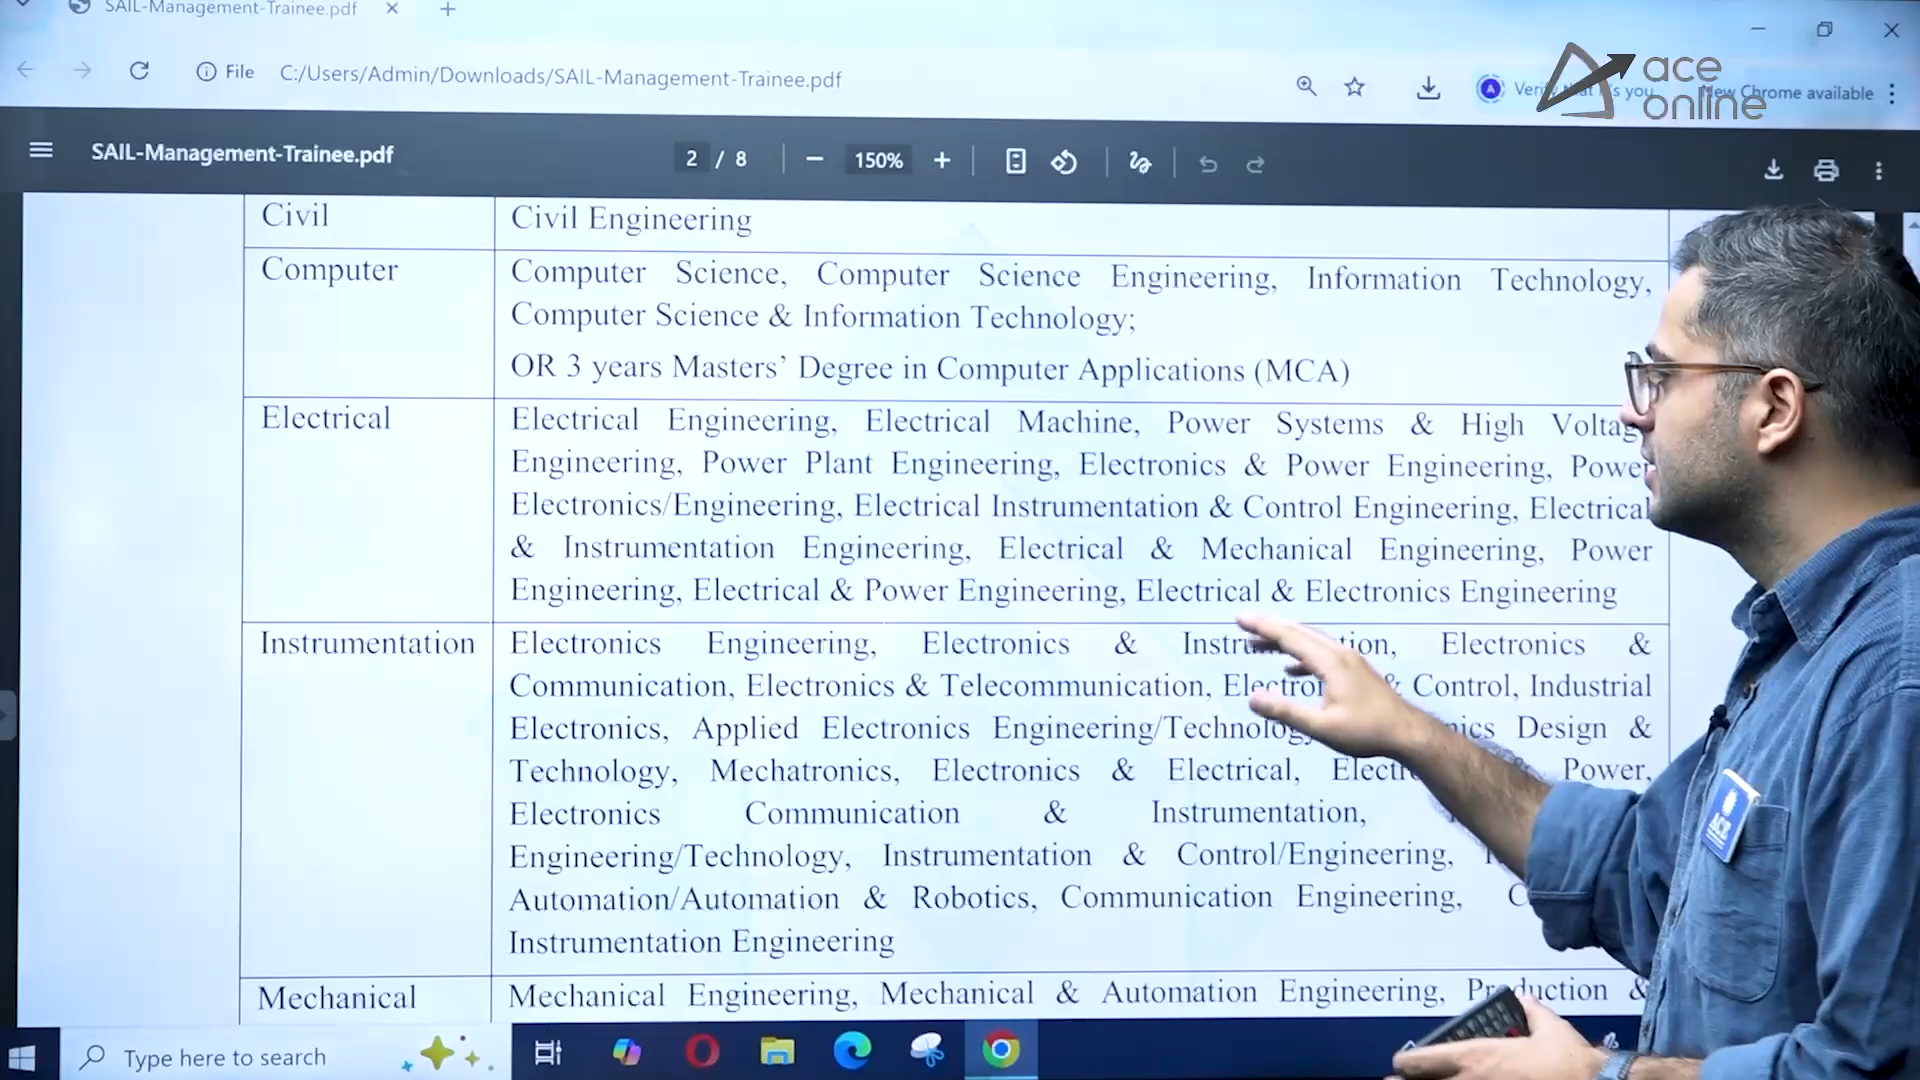 SAIL-Management-Trainee.pdf
File C:/Users/Admin/Downloads/SAIL-Management-Trainee.pdf
New Chrome available
ace
online
SAIL-Management-Trainee.pdf
2 / 8
150%
Civil
Civil Engineering
Computer
Computer Science, Computer Science Engineering, Information Technology,
Computer Science & Information Technology;
OR 3 years Masters' Degree in Computer Applications (MCA)
Electrical
Electrical Engineering, Electrical Machine, Power Systems & High
Engineering, Power Plant Engineering, Electronics & Power Engineering, Power
Electronics/Engineering, Electrical Instrumentation & Control Engineering, Electrical
& Instrumentation Engineering, Electrical & Mechanical Engineering, Power
Engineering, Electrical & Power Engineering, Electrical & Electronics Engineering
Instrumentation
Electronics Engineering, Electronics & Electronics &
Communication, Electronics & Telecommunication, & Control, Industrial
Electronics, Applied Electronics Engineering/Technology Design &
Technology, Mechatronics, Electronics & Electrical, Power,
Electronics Communication & Instrumentation,
Engineering/Technology, Instrumentation & Control/Engineering,
Automation/Automation & Robotics, Communication Engineering,
Instrumentation Engineering
Mechanical
Mechanical Engineering, Mechanical & Automation Engineering, Production &
ACE
Type here to search